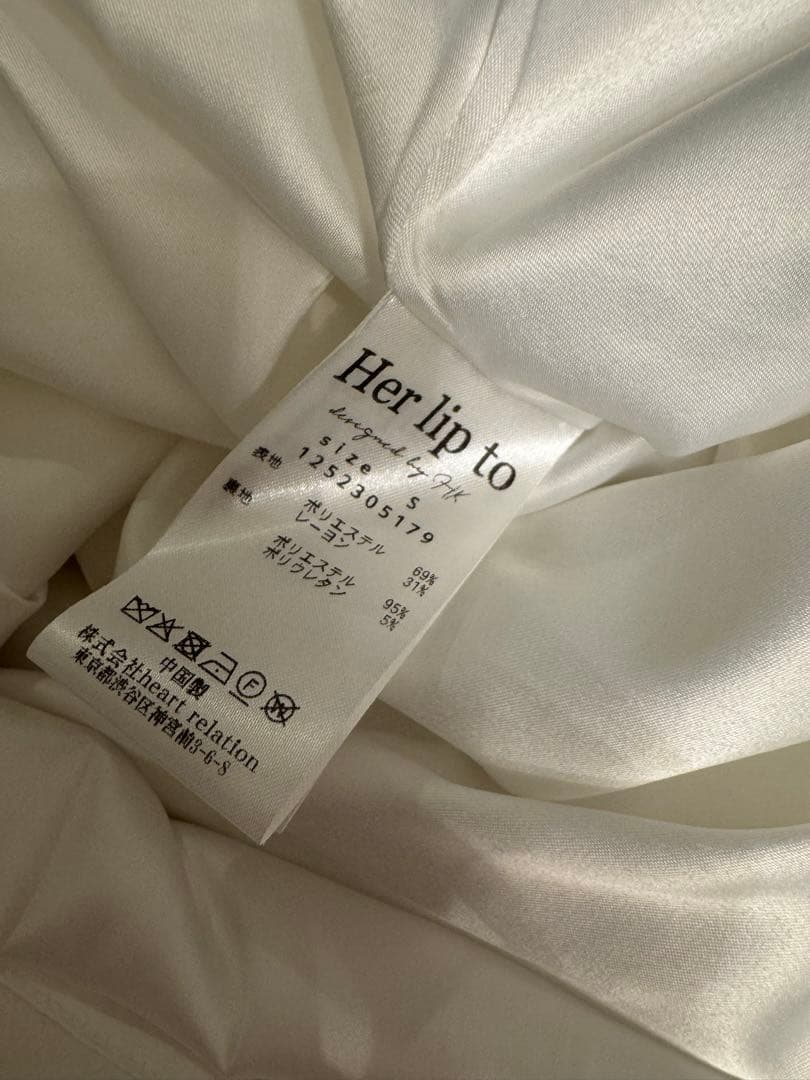 Her lip to
designed by HK
size S
1252305179
表地 ポリエステル 69%
レーヨン 31%
裏地 ポリエステル 95%
ポリウレタン 5%
F W
中国製
株式会社heart relation
東京都渋谷区神宮前3-6-8